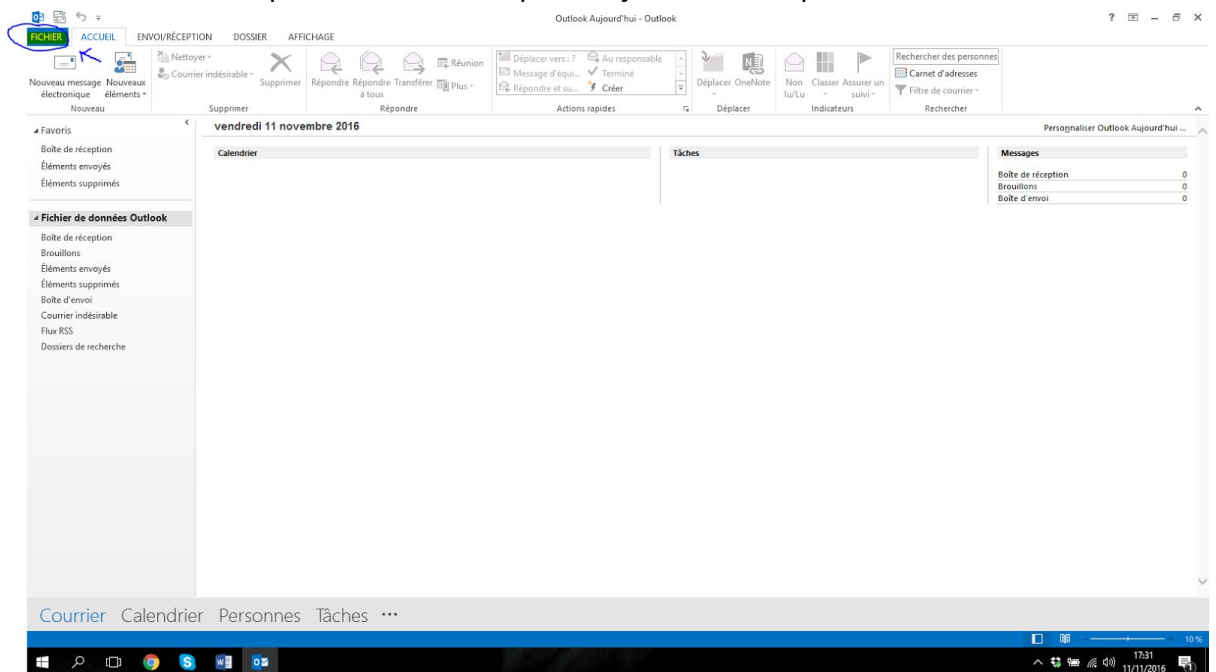 Outlook Aujourd'hui - Outlook
?
FICHIER ACCUEIL ENVOI/RÉCEPTION DOSSIER AFFICHAGE
Nouveau message électronique
Nouveaux éléments
Nouveau
Nettoyer
Courrier indésirable
Supprimer
Supprimer
Répondre
Répondre à tous
Transférer
Réunion
Plus
Répondre
Déplacer vers : ?
Message d'équi...
Répondre et su...
Au responsable
Terminé
Créer
Actions rapides
Déplacer
OneNote
Déplacer
Non lu/Lu
Classer
Assurer un suivi
Indicateurs
Rechercher des personnes
Carnet d'adresses
Filtre de courrier
Rechercher
Favoris
Boîte de réception
Éléments envoyés
Éléments supprimés
Fichier de données Outlook
Boîte de réception
Brouillons
Éléments envoyés
Éléments supprimés
Boîte d'envoi
Courrier indésirable
Flux RSS
Dossiers de recherche
vendredi 11 novembre 2016
Personnaliser Outlook Aujourd'hui ...
Calendrier
Tâches
Messages
Boîte de réception 0
Brouillons 0
Boîte d'envoi 0
Courrier Calendrier Personnes Tâches ...
10 %
17:31
11/11/2016